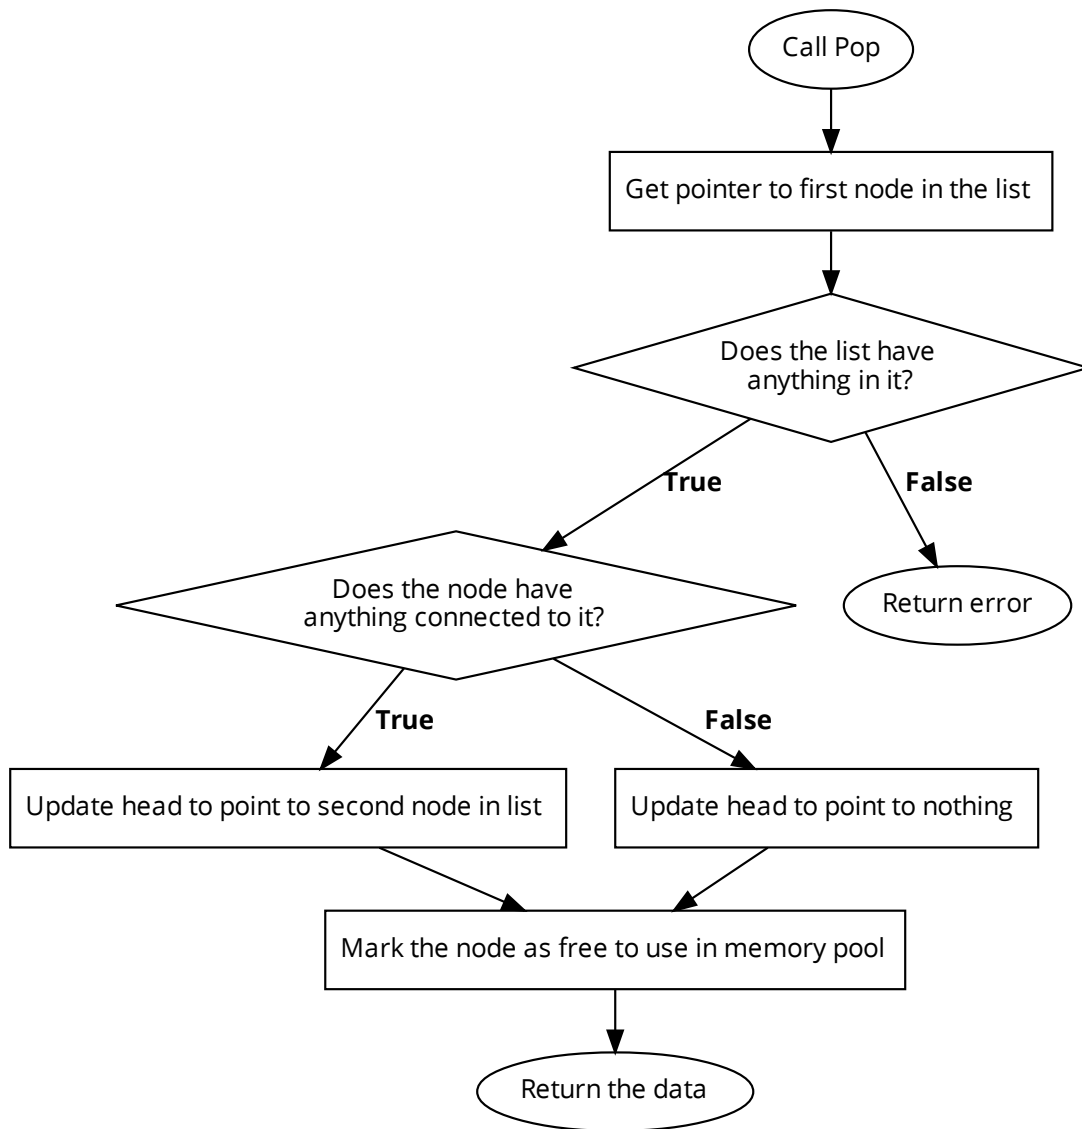 Call Pop
Get pointer to first node in the list
Does the list have
anything in it?
True
False
Does the node have
anything connected to it?
Return error
True
False
Update head to point to second node in list
Update head to point to nothing
Mark the node as free to use in memory pool
Return the data